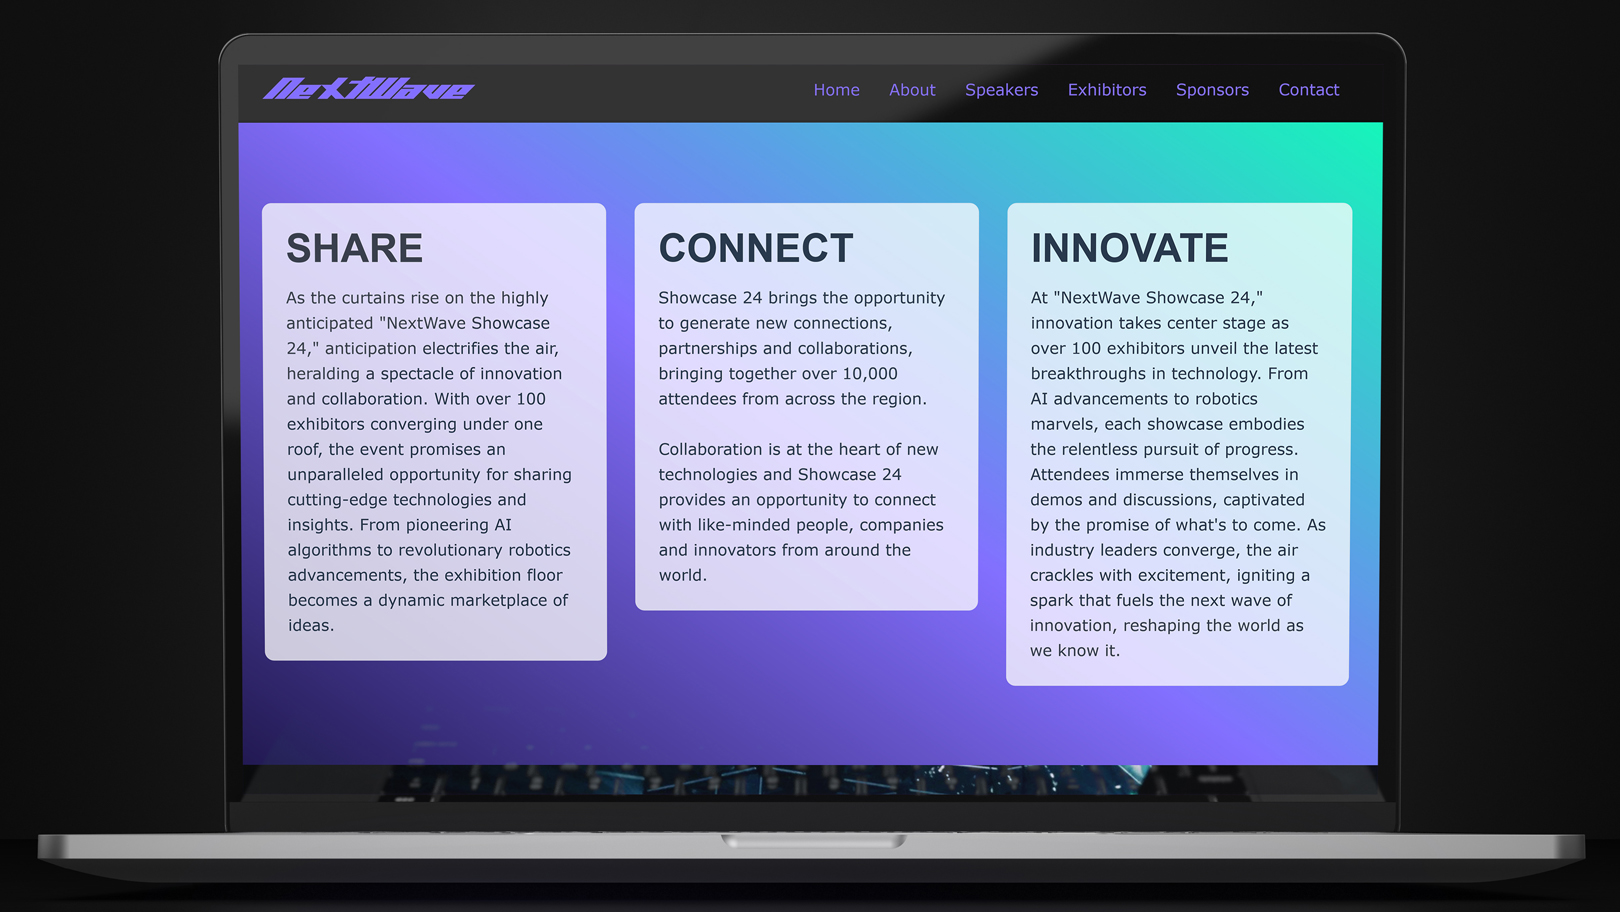 NextWave
Home About Speakers Exhibitors Sponsors Contact
SHARE
As the curtains rise on the highly
anticipated "NextWave Showcase
24," anticipation electrifies the air,
heralding a spectacle of innovation
and collaboration. With over 100
exhibitors converging under one
roof, the event promises an
unparalleled opportunity for sharing
cutting-edge technologies and
insights. From pioneering AI
algorithms to revolutionary robotics
advancements, the exhibition floor
becomes a dynamic marketplace of
ideas.
CONNECT
Showcase 24 brings the opportunity
to generate new connections,
partnerships and collaborations,
bringing together over 10,000
attendees from across the region.
Collaboration is at the heart of new
technologies and Showcase 24
provides an opportunity to connect
with like-minded people, companies
and innovators from around the
world.
INNOVATE
At "NextWave Showcase 24,"
innovation takes center stage as
over 100 exhibitors unveil the latest
breakthroughs in technology. From
AI advancements to robotics
marvels, each showcase embodies
the relentless pursuit of progress.
Attendees immerse themselves in
demos and discussions, captivated
by the promise of what's to come. As
industry leaders converge, the air
crackles with excitement, igniting a
spark that fuels the next wave of
innovation, reshaping the world as
we know it.